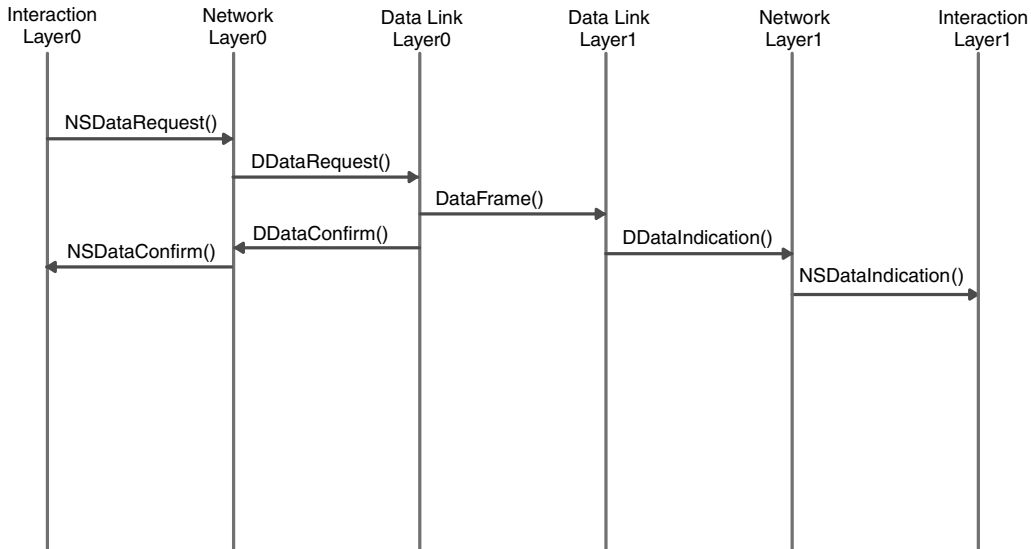 Interaction
Layer0
Network
Layer0
Data Link
Layer0
Data Link
Layer1
Network
Layer1
Interaction
Layer1
NSDataRequest()
DDataRequest()
DataFrame()
DDataConfirm()
DDataIndication()
NSDataConfirm()
NSDataIndication()